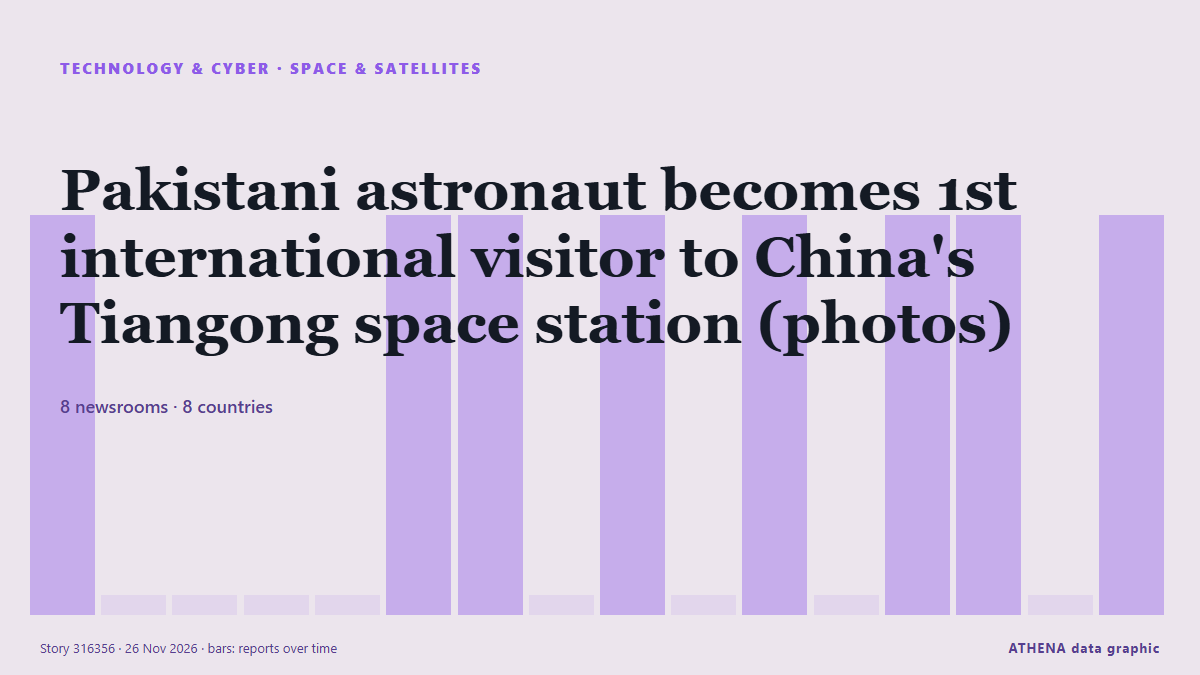 TECHNOLOGY & CYBER · SPACE & SATELLITES
Pakistani astronaut becomes 1st
international visitor to China's
Tiangong space station (photos)
8 newsrooms · 8 countries
Story 316356 · 26 Nov 2026 · bars: reports over time
ATHENA data graphic